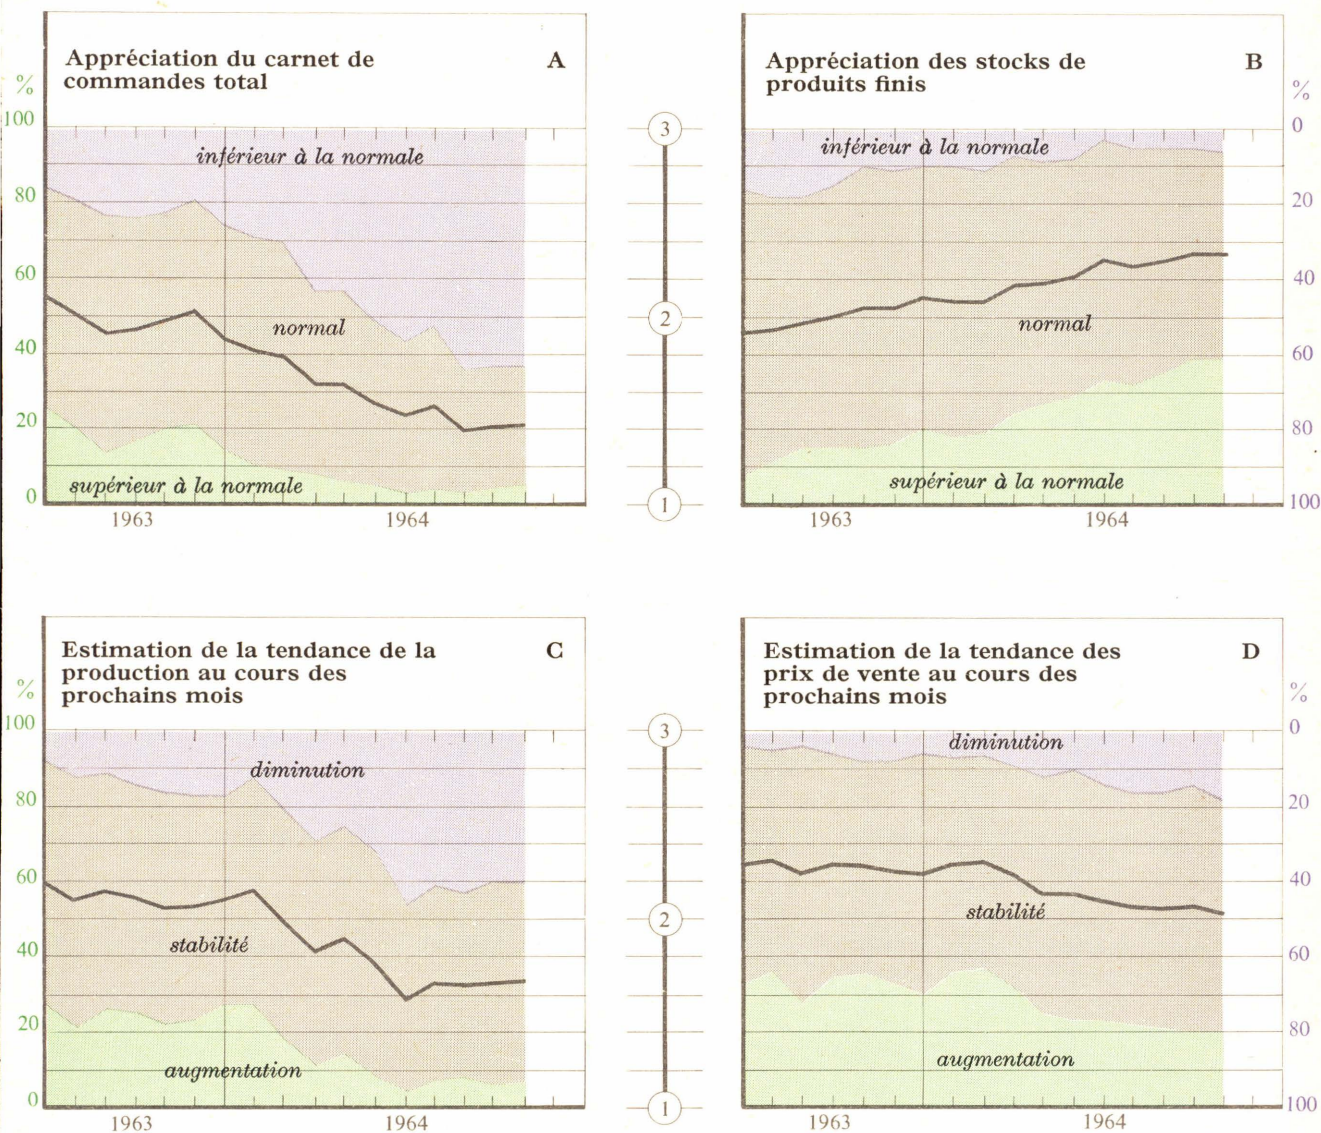 Appréciation du carnet de
commandes total
A
%
100
80
60
40
20
0
inférieur à la normale
normal
supérieur à la normale
1963
1964
3
2
1
Appréciation des stocks de
produits finis
B
%
0
20
40
60
80
100
inférieur à la normale
normal
supérieur à la normale
1963
1964
Estimation de la tendance de la
production au cours des
prochains mois
C
%
100
80
60
40
20
0
diminution
stabilité
augmentation
1963
1964
3
2
1
Estimation de la tendance des
prix de vente au cours des
prochains mois
D
%
0
20
40
60
80
100
diminution
stabilité
augmentation
1963
1964